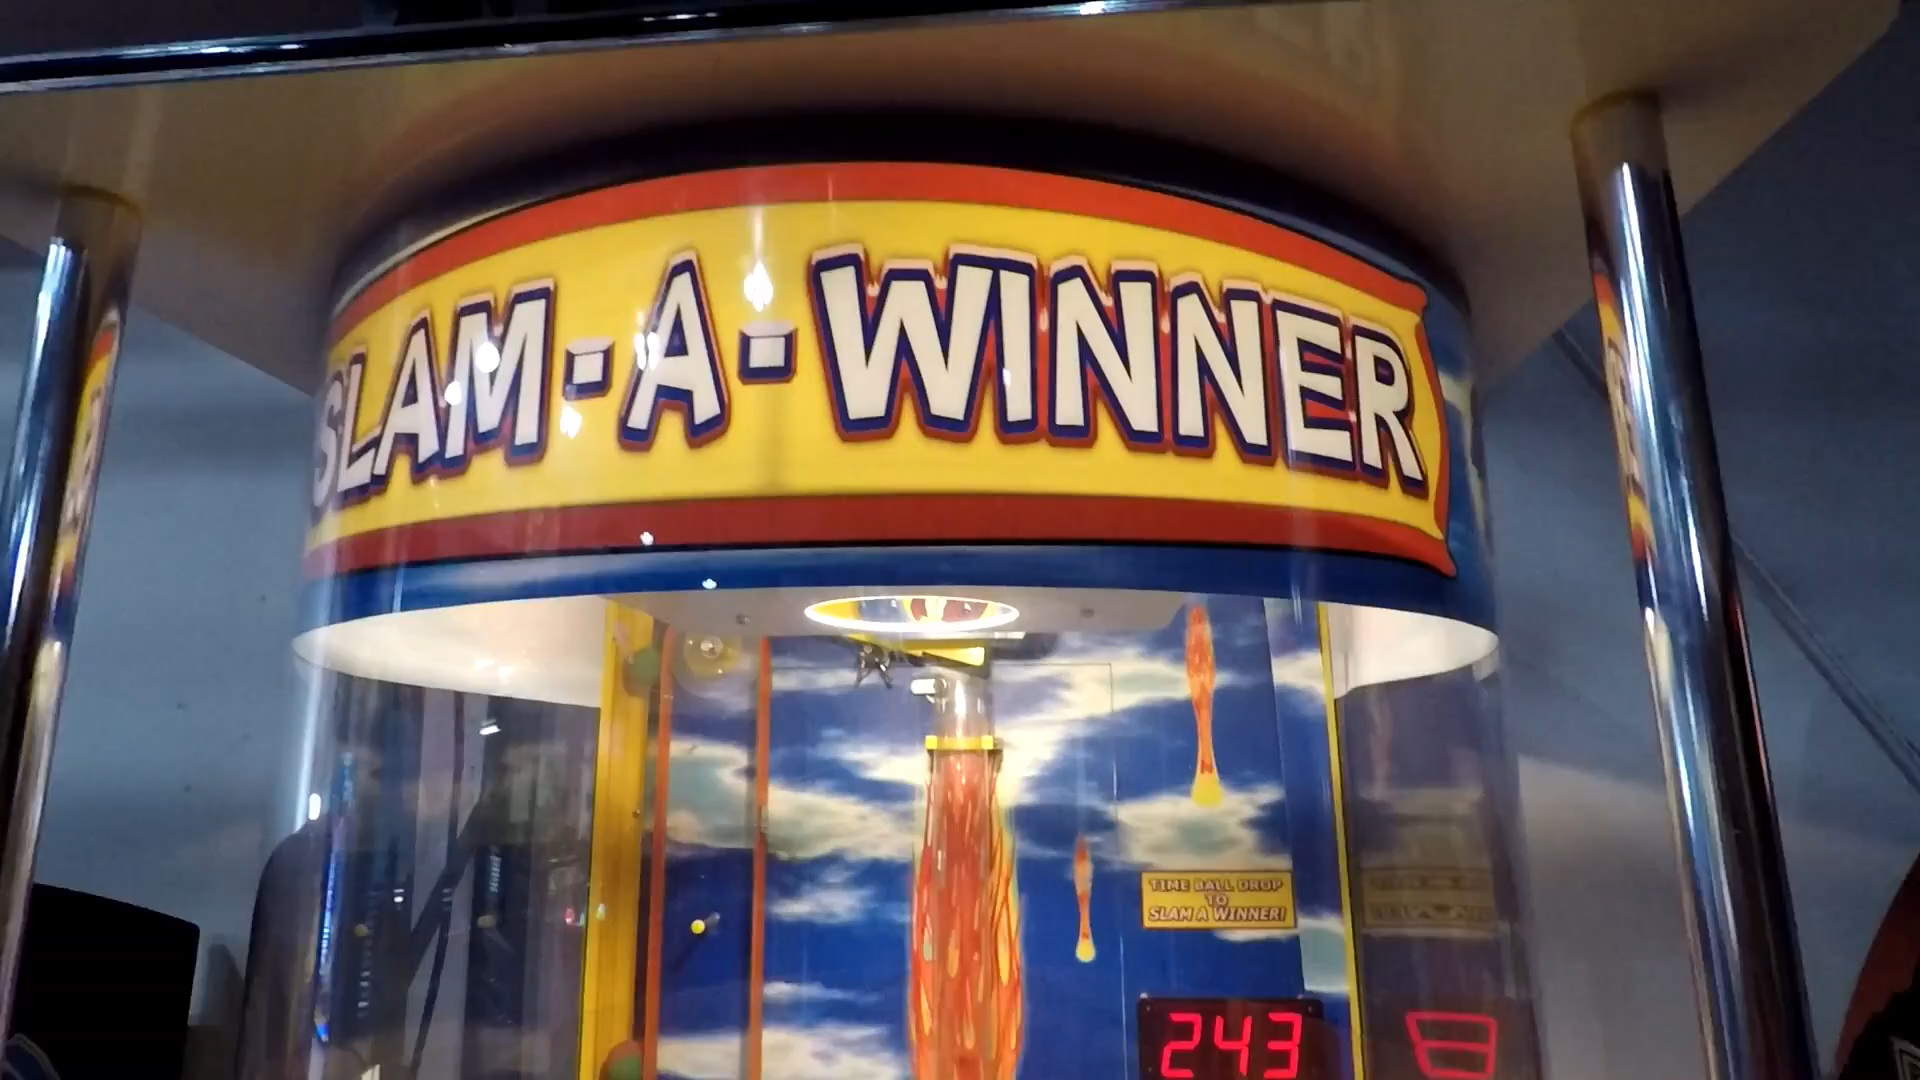 SLAM-A-WINNER
TIME BALL DROP
TO
SLAM A WINNER!
243